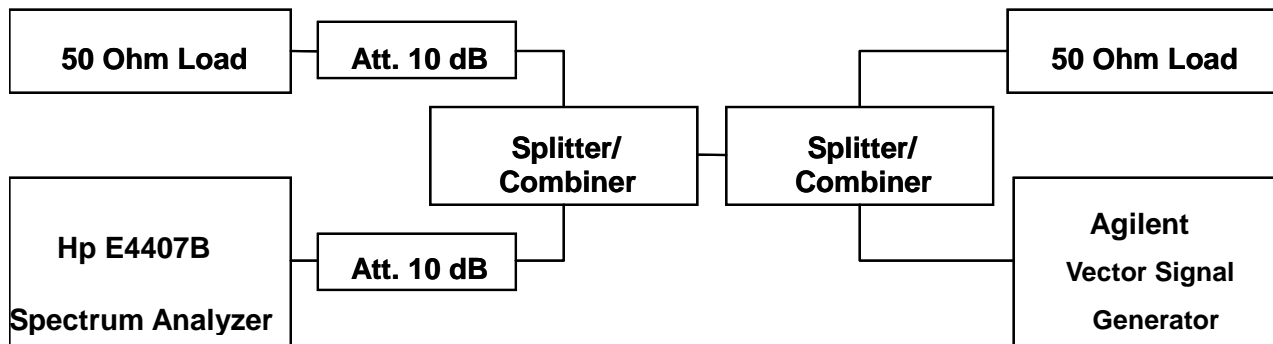 50 Ohm Load
Att. 10 dB
50 Ohm Load
Splitter/
Combiner
Splitter/
Combiner
Hp E4407B
Spectrum Analyzer
Att. 10 dB
Agilent
Vector Signal
Generator